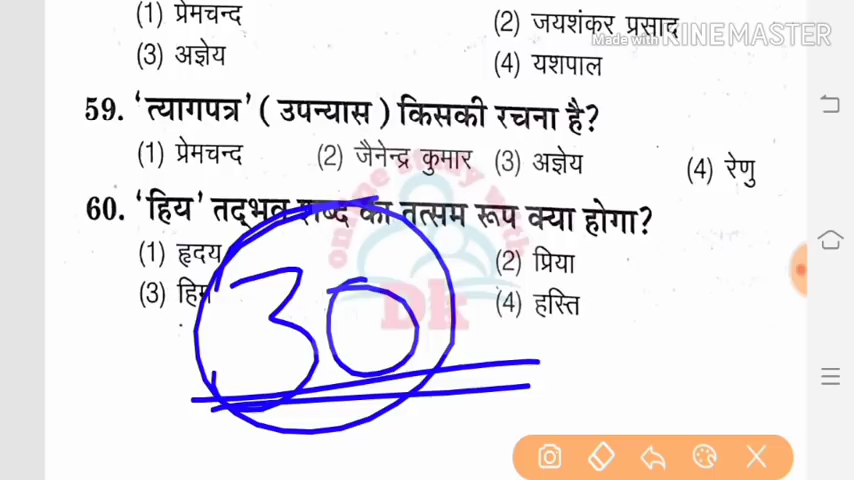 (1) प्रेमचन्द (2) जयशंकर प्रसाद
Made with KINEMASTER
(3) अज्ञेय (4) यशपाल
59. 'त्यागपत्र' (उपन्यास) किसकी रचना है?
(1) प्रेमचन्द (2) जैनेन्द्र कुमार (3) अज्ञेय (4) रेणु
60. 'हिय' तद्‌भव शब्द का तत्सम रूप क्या होगा?
(1) हृदय (2) प्रिया
(3) हिम (4) हस्ति
30
Dk